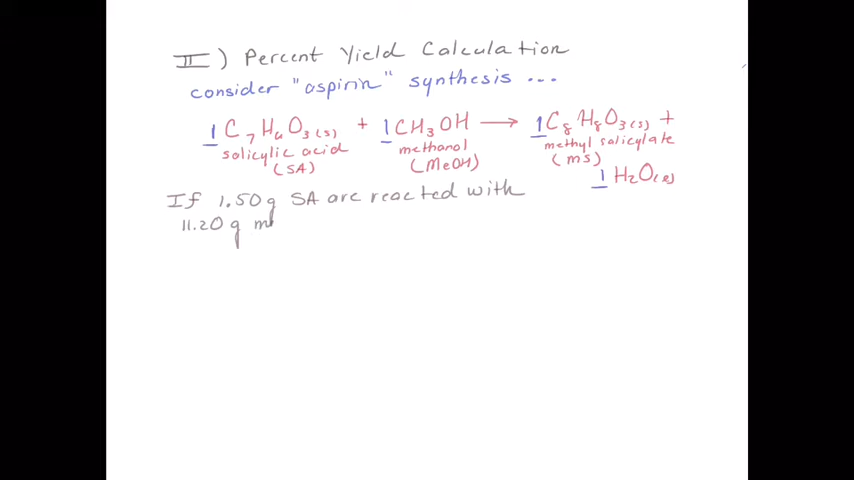 II) Percent Yield Calculation
consider "aspirin" synthesis ...
1 C7H6O3(s) + 1 CH3OH → 1 C8H8O3(s) +
salicylic acid methanol methyl salicylate
(SA) (MeOH) (MS)
1 H2O(l)
If 1.50g SA are reacted with
11.20 g m